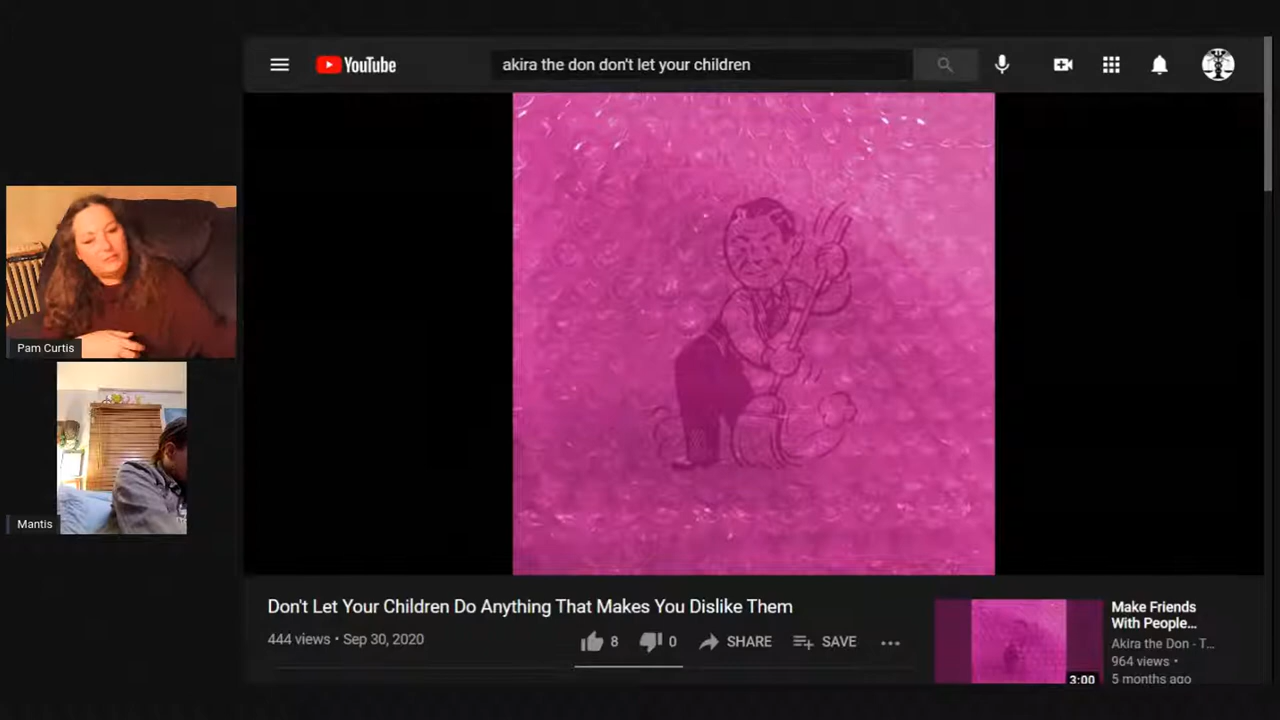 YouTube
akira the don don't let your children
Pam Curtis
Mantis
Don't Let Your Children Do Anything That Makes You Dislike Them
444 views • Sep 30, 2020
8
0
SHARE
SAVE
Make Friends
With People...
Akira the Don - T...
964 views •
5 months ago
3:00